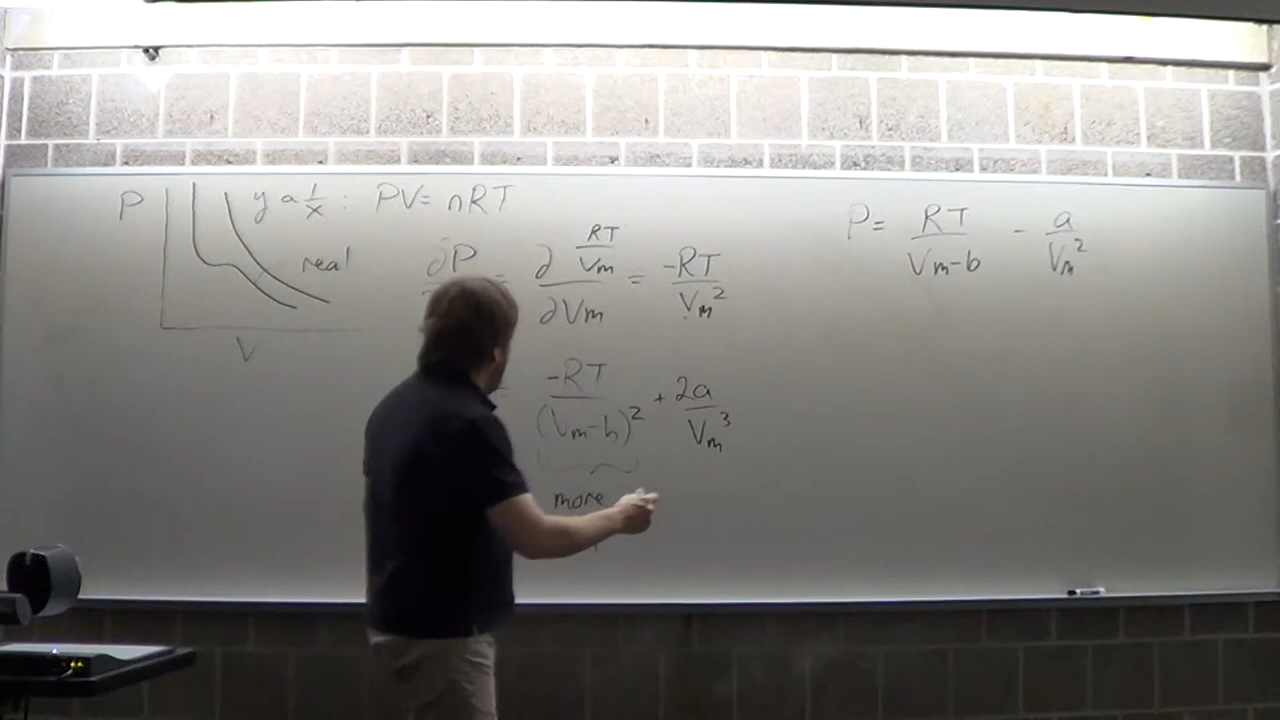 P
y α 1/x : PV= nRT
real
V
∂P = ∂ RT/Vm / ∂Vm = -RT/Vm²
-RT/(Vm-b)² + 2a/Vm³
more
P= RT/Vm-b - a/Vm²